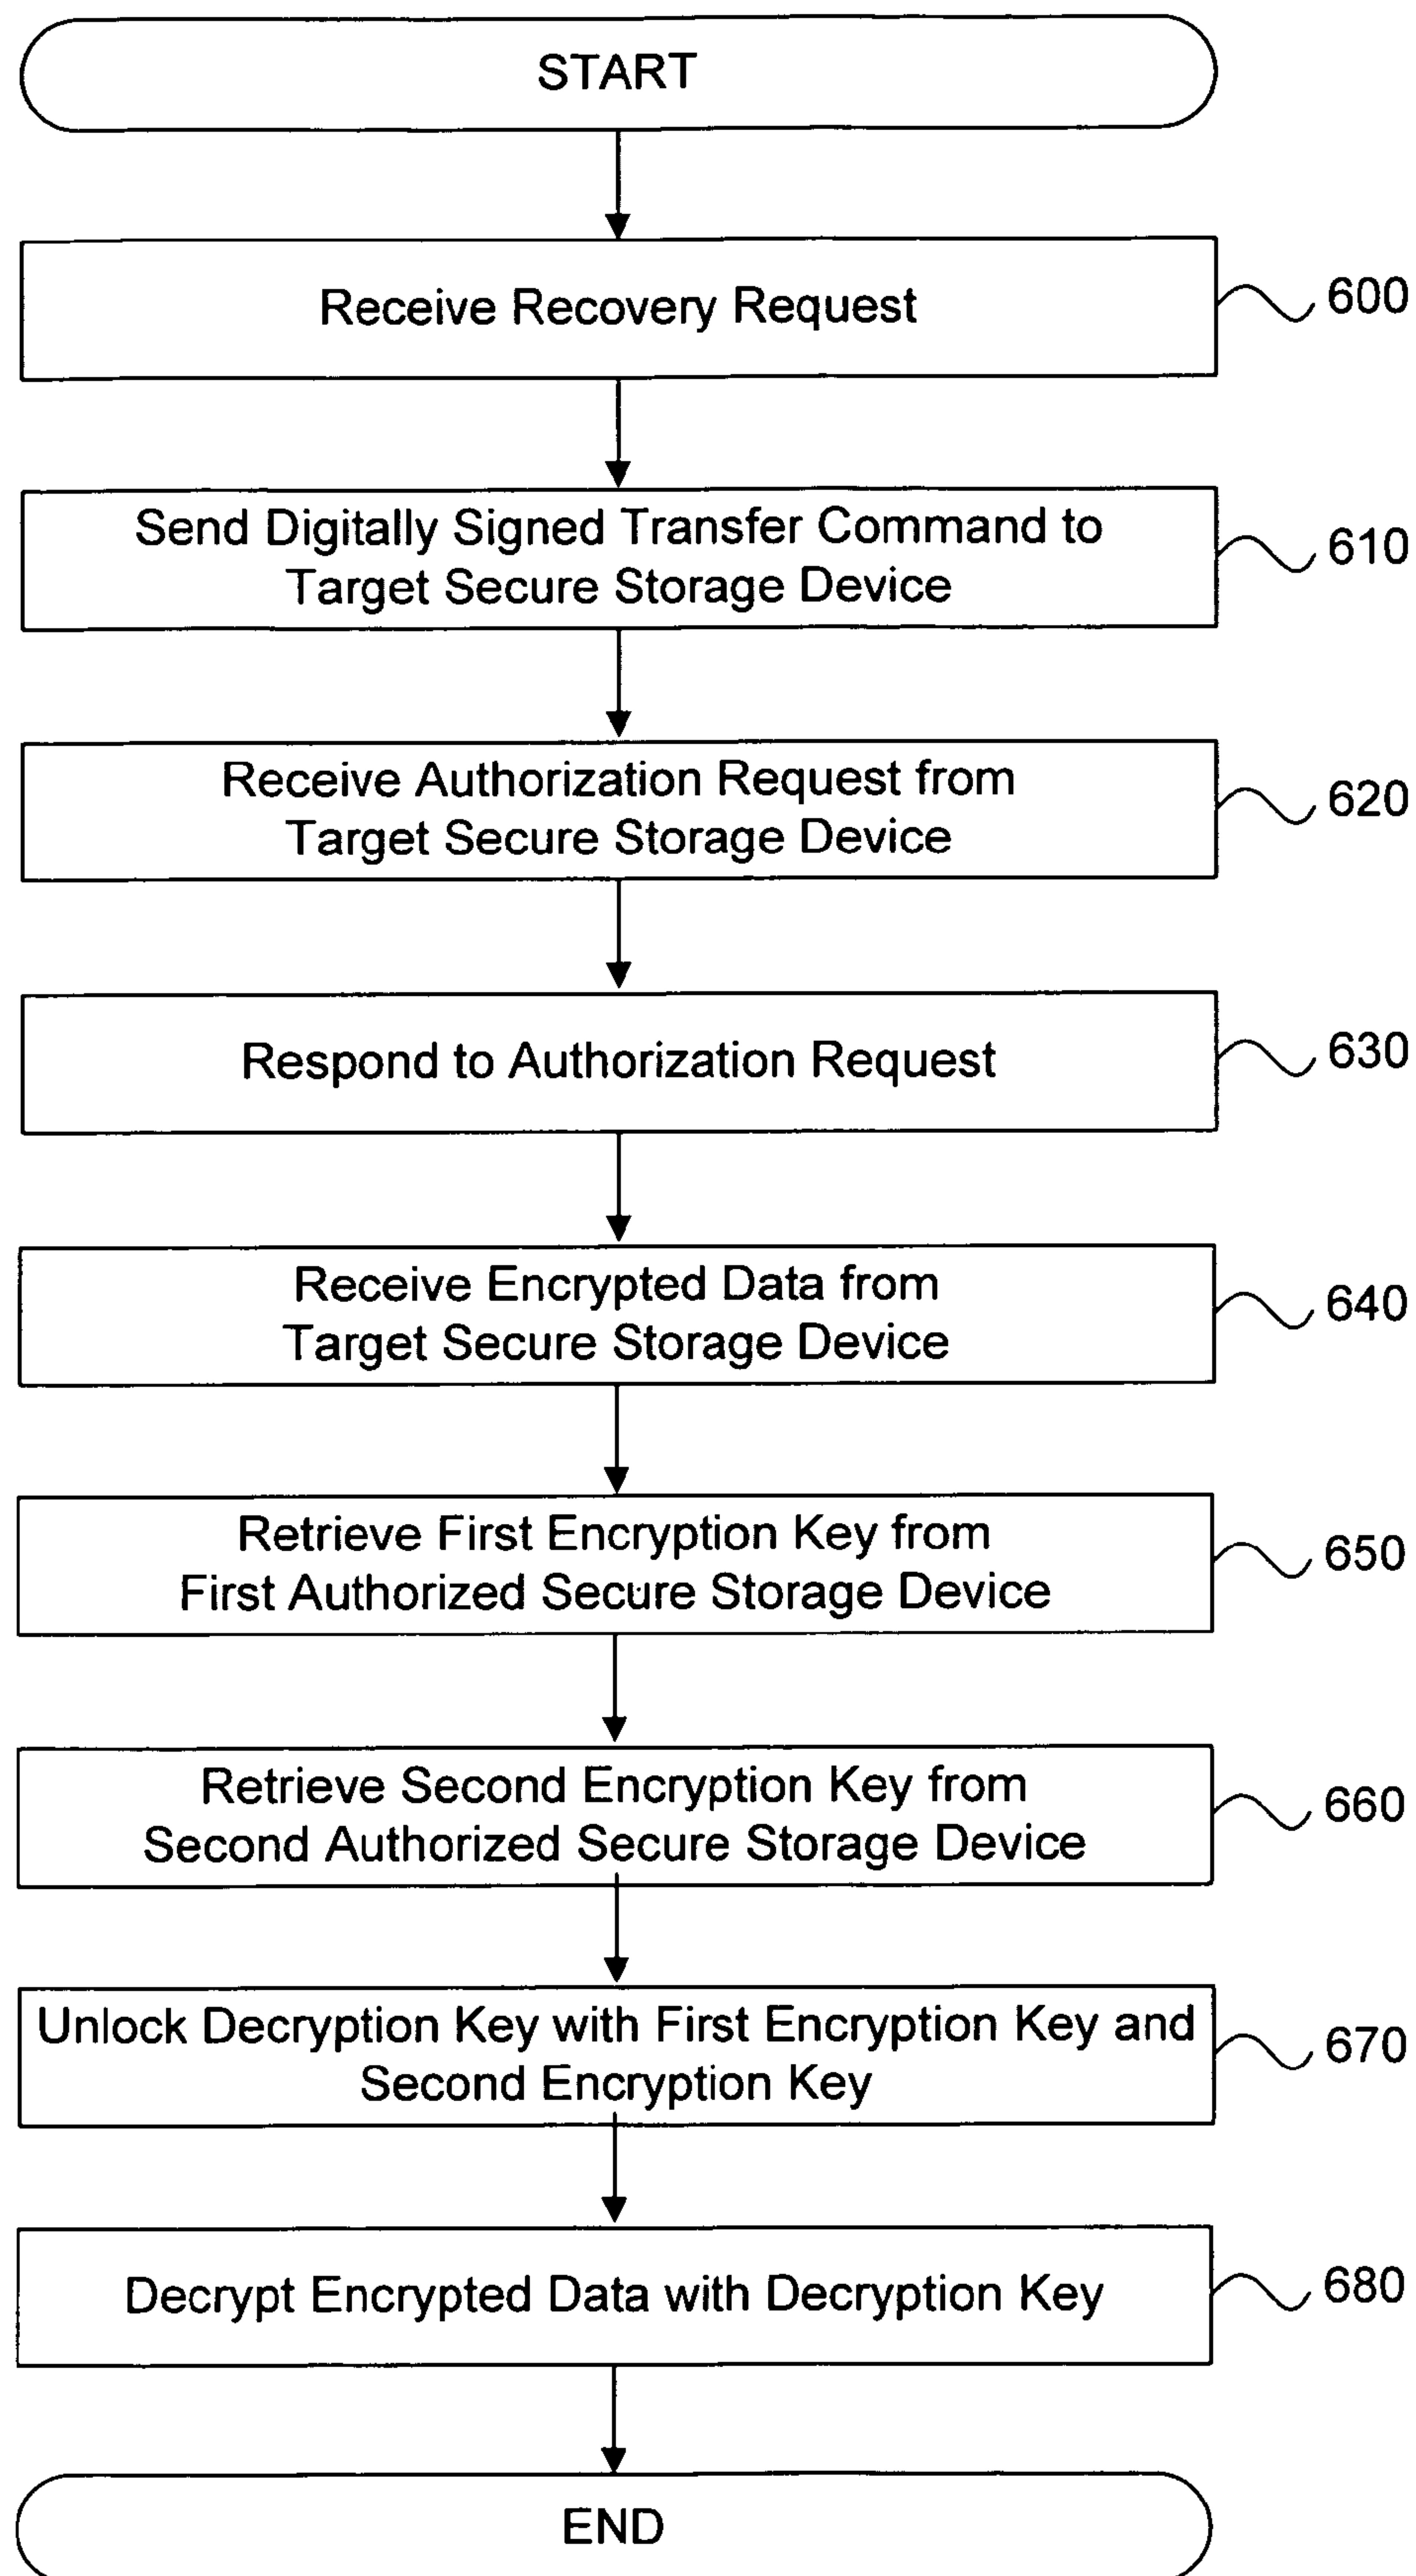 START
Receive Recovery Request
600
Send Digitally Signed Transfer Command to
Target Secure Storage Device
610
Receive Authorization Request from
Target Secure Storage Device
620
Respond to Authorization Request
630
Receive Encrypted Data from
Target Secure Storage Device
640
Retrieve First Encryption Key from
First Authorized Secure Storage Device
650
Retrieve Second Encryption Key from
Second Authorized Secure Storage Device
660
Unlock Decryption Key with First Encryption Key and
Second Encryption Key
670
Decrypt Encrypted Data with Decryption Key
680
END